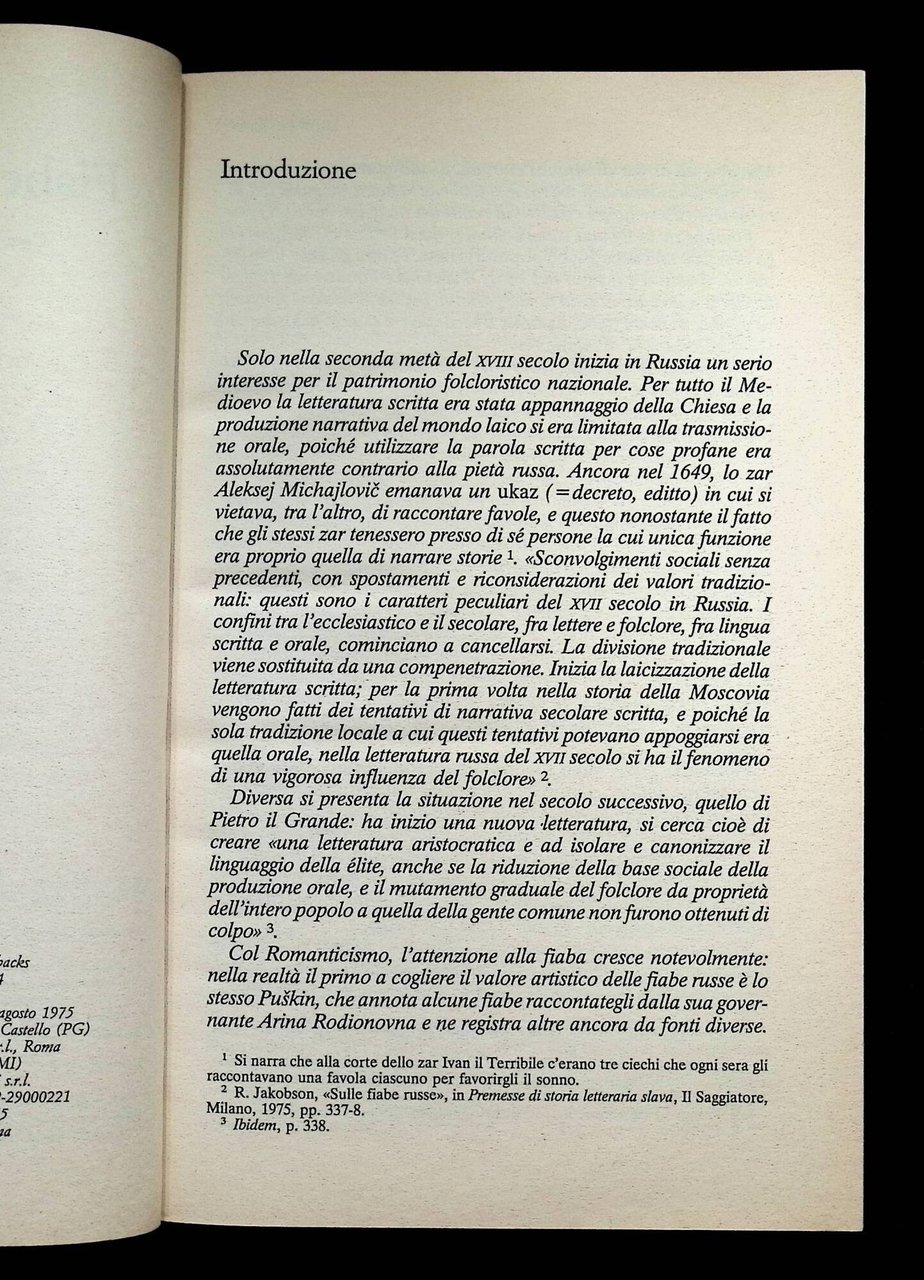 Introduzione
Solo nella seconda metà del XVIII secolo inizia in Russia un serio
interesse per il patrimonio folcloristico nazionale. Per tutto il Me-
dioevo la letteratura scritta era stata appannaggio della Chiesa e la
produzione narrativa del mondo laico si era limitata alla trasmissio-
ne orale, poiché utilizzare la parola scritta per cose profane era
assolutamente contrario alla pietà russa. Ancora nel 1649, lo zar
Aleksej Michajlovič emanava un ukaz (=decreto, editto) in cui si
vietava, tra l'altro, di raccontare favole, e questo nonostante il fatto
che gli stessi zar tenessero presso di sé persone la cui unica funzione
era proprio quella di narrare storie ¹. «Sconvolgimenti sociali senza
precedenti, con spostamenti e riconsiderazioni dei valori tradizio-
nali: questi sono i caratteri peculiari del XVII secolo in Russia. I
confini tra l'ecclesiastico e il secolare, fra lettere e folclore, fra lingua
scritta e orale, cominciano a cancellarsi. La divisione tradizionale
viene sostituita da una compenetrazione. Inizia la laicizzazione della
letteratura scritta; per la prima volta nella storia della Moscovia
vengono fatti dei tentativi di narrativa secolare scritta, e poiché la
sola tradizione locale a cui questi tentativi potevano appoggiarsi era
quella orale, nella letteratura russa del XVII secolo si ha il fenomeno
di una vigorosa influenza del folclore» ².
Diversa si presenta la situazione nel secolo successivo, quello di
Pietro il Grande: ha inizio una nuova letteratura, si cerca cioè di
creare «una letteratura aristocratica e ad isolare e canonizzare il
linguaggio della élite, anche se la riduzione della base sociale della
produzione orale, e il mutamento graduale del folclore da proprietà
dell'intero popolo a quella della gente comune non furono ottenuti di
colpo» ³.
Col Romanticismo, l'attenzione alla fiaba cresce notevolmente:
nella realtà il primo a cogliere il valore artistico delle fiabe russe è lo
stesso Puškin, che annota alcune fiabe raccontategli dalla sua gover-
nante Arina Rodionovna e ne registra altre ancora da fonti diverse.
¹ Si narra che alla corte dello zar Ivan il Terribile c'erano tre ciechi che ogni sera gli
raccontavano una favola ciascuno per favorirgli il sonno.
² R. Jakobson, «Sulle fiabe russe», in Premesse di storia letteraria slava, Il Saggiatore,
Milano, 1975, pp. 337-8.
³ Ibidem, p. 338.
agosto 1975
Castello (PG)
Roma
s.r.l.
-29000221